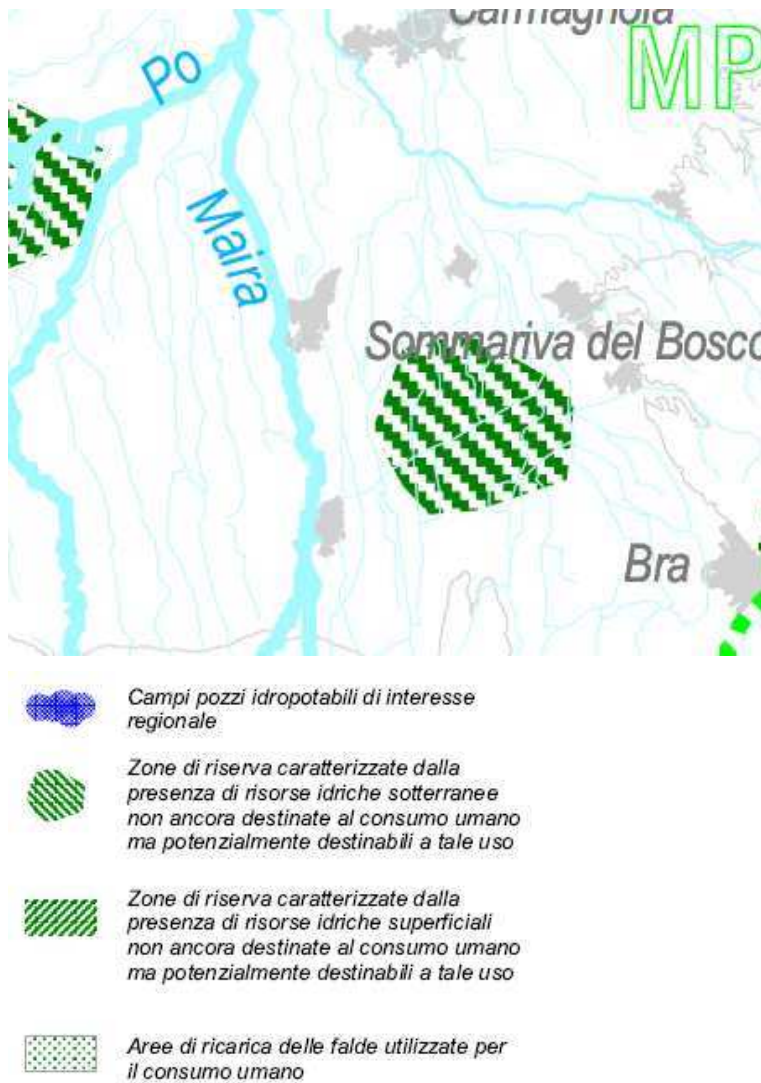 Carmagnola
MP
Po
Maira
Sommariva del Bosco
Bra
Campi pozzi idropotabili di interesse
regionale
Zone di riserva caratterizzate dalla
presenza di risorse idriche sotterranee
non ancora destinate al consumo umano
ma potenzialmente destinabili a tale uso
Zone di riserva caratterizzate dalla
presenza di risorse idriche superficiali
non ancora destinate al consumo umano
ma potenzialmente destinabili a tale uso
Aree di ricarica delle falde utilizzate per
il consumo umano